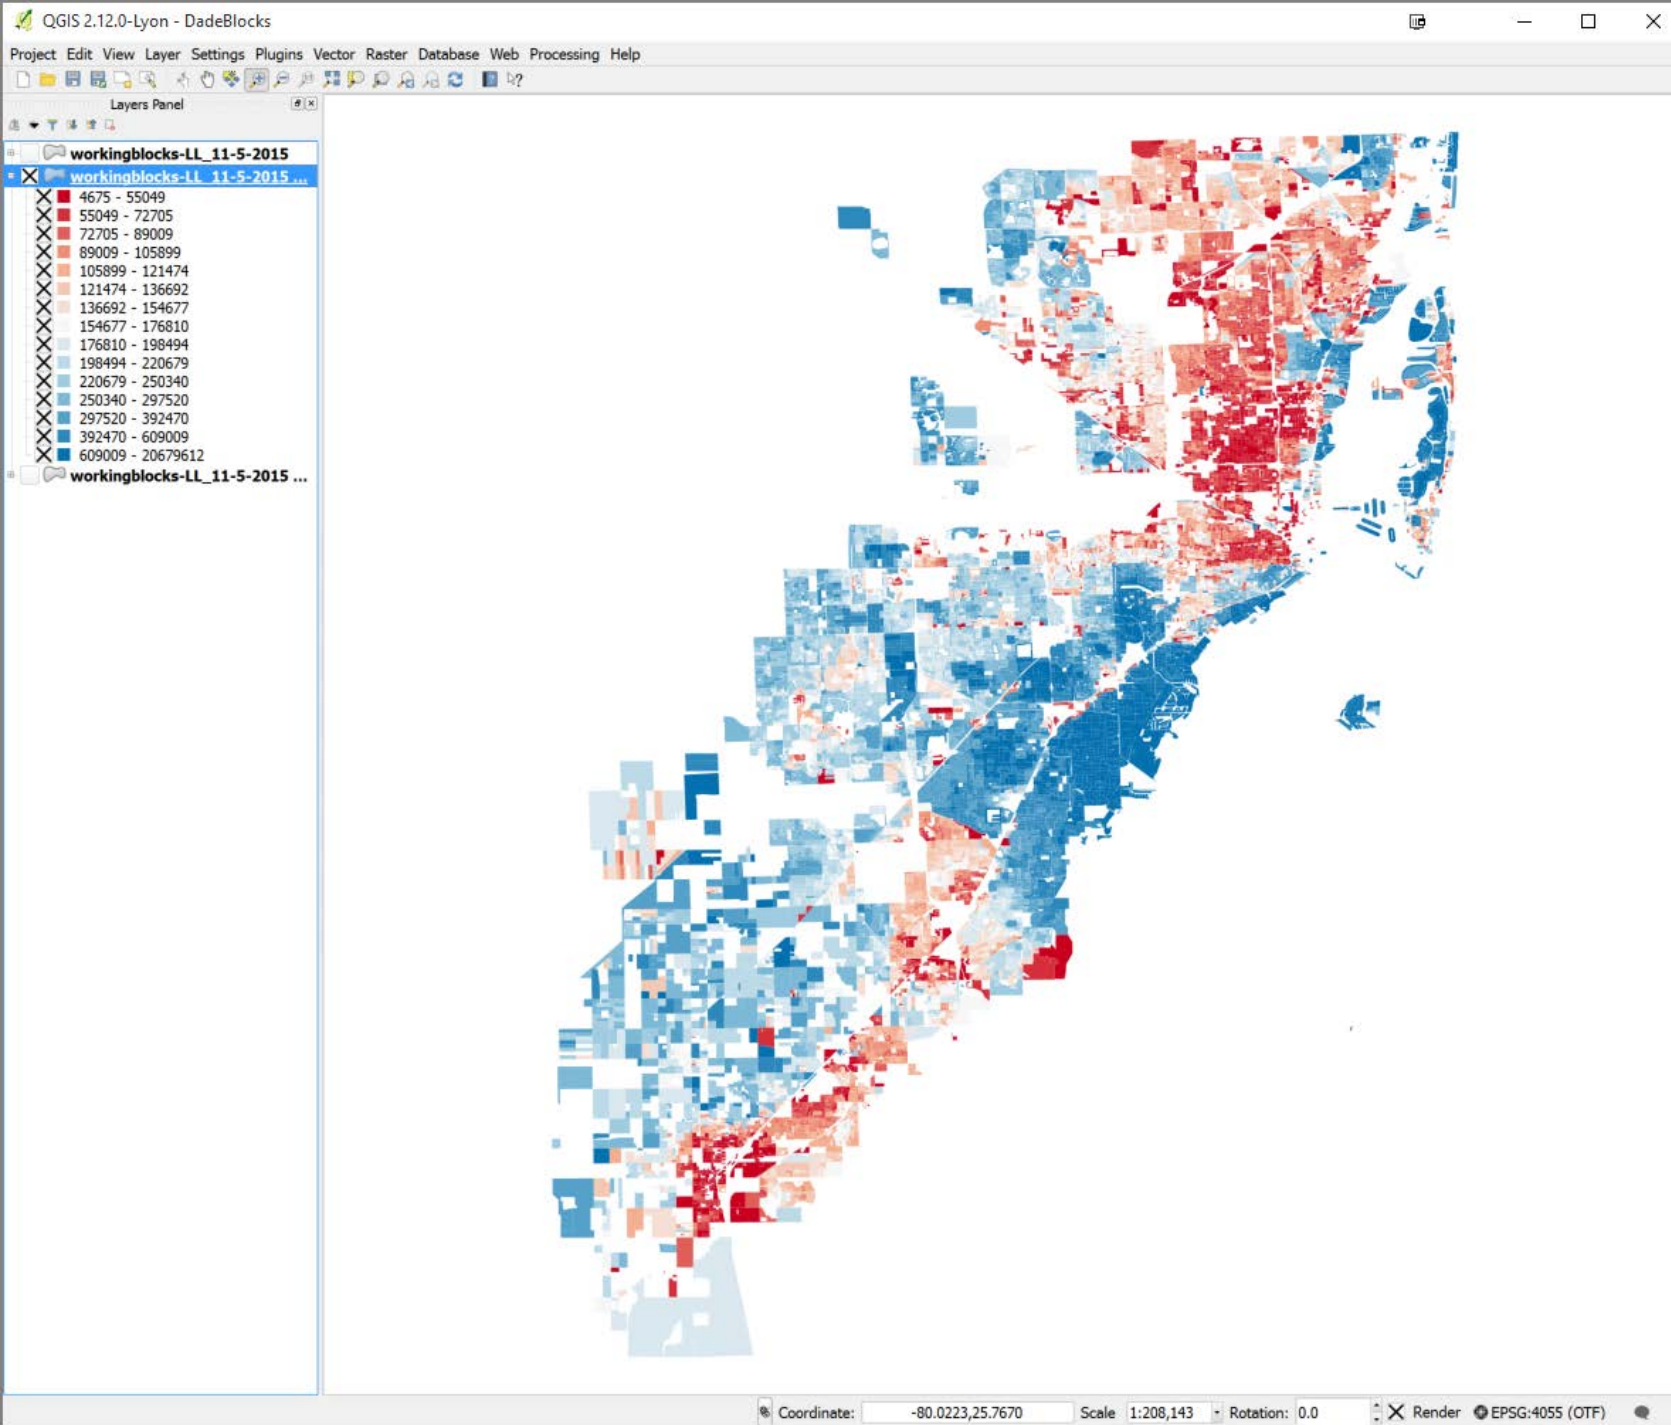 QGIS 2.12.0-Lyon - DadeBlocks
Project Edit View Layer Settings Plugins Vector Raster Database Web Processing Help
Layers Panel
workingblocks-LL_11-5-2015
workingblocks-LL_11-5-2015 ...
4675 - 55049
55049 - 72705
72705 - 89009
89009 - 105899
105899 - 121474
121474 - 136692
136692 - 154677
154677 - 176810
176810 - 198494
198494 - 220679
220679 - 250340
250340 - 297520
297520 - 392470
392470 - 609009
609009 - 20679612
workingblocks-LL_11-5-2015 ...
Coordinate: -80.0223,25.7670 Scale 1:208,143 Rotation: 0.0 Render EPSG:4055 (OTF)